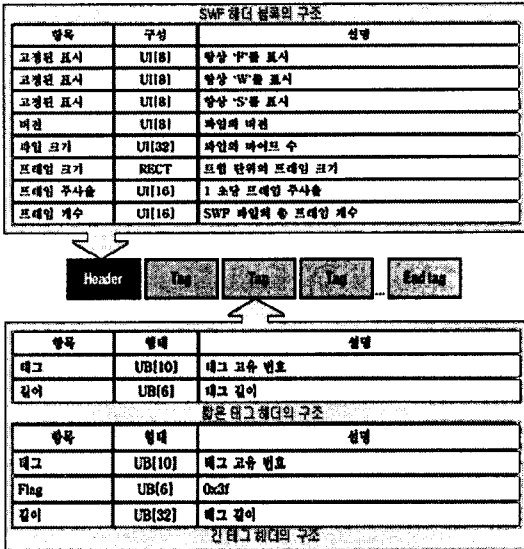 SWF 헤더 블록의 구조
항목 구성 설명
고정된 표시 UI[8] 항상 'F'를 표시
고정된 표시 UI[8] 항상 'W'를 표시
고정된 표시 UI[8] 항상 'S'를 표시
버전 UI[8] 파일의 버전
파일 크기 UI[32] 파일의 바이트 수
프레임 크기 RECT 트윕 단위의 프레임 크기
프레임 주사율 UI[16] 1 초당 프레임 주사율
프레임 개수 UI[16] SWF 파일의 총 프레임 개수
Header Tag Tag Tag ... End tag
항목 형태 설명
태그 UB[10] 태그 고유 번호
길이 UB[6] 태그 길이
짧은 태그 헤더의 구조
항목 형태 설명
태그 UB[10] 태그 고유 번호
Flag UB[6] 0x3f
길이 UB[32] 태그 길이
긴 태그 헤더의 구조